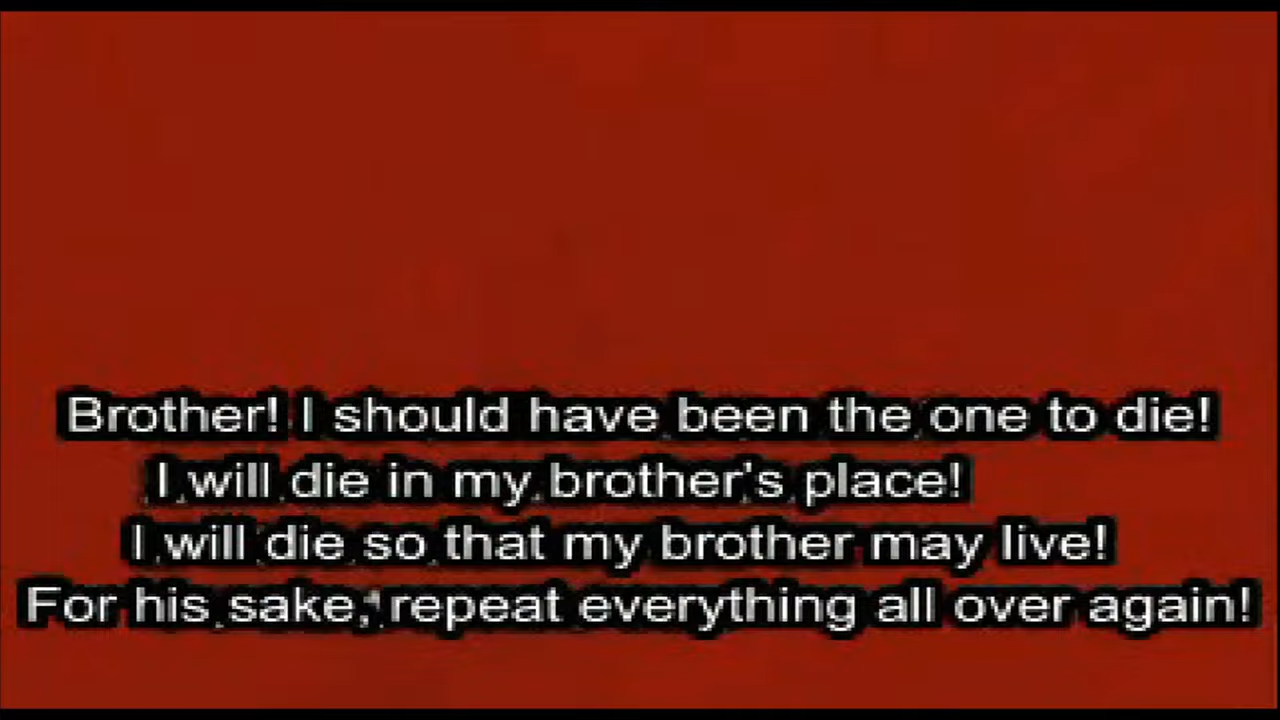 Brother! I should have been the one to die!
I will die in my brother's place!
I will die so that my brother may live!
For his sake, repeat everything all over again!